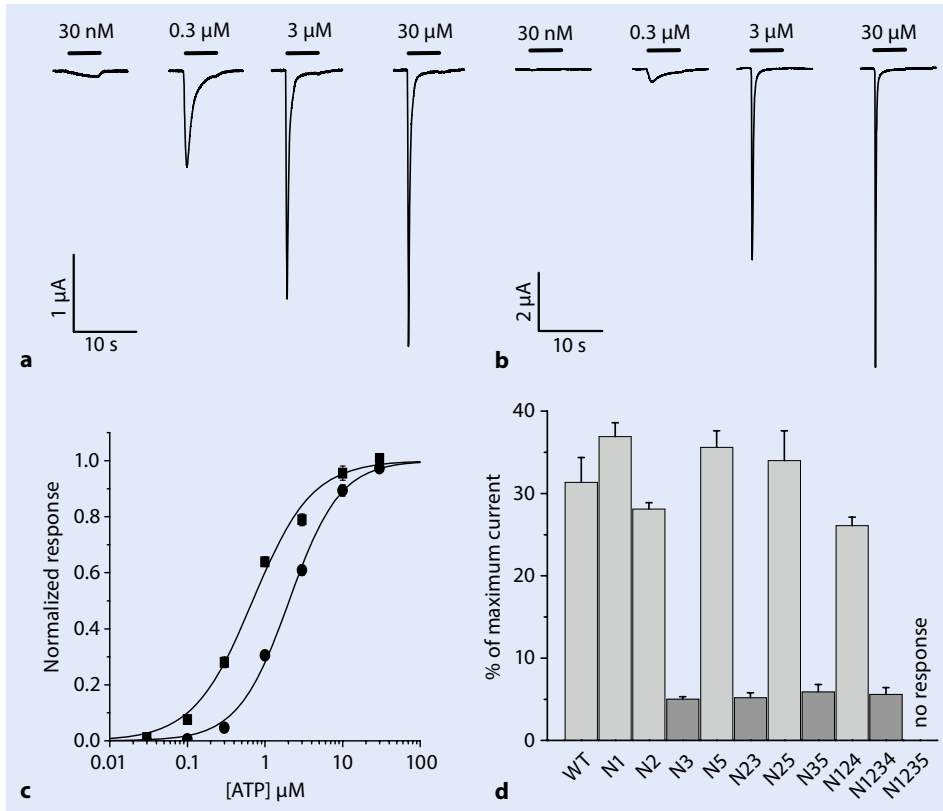 30 nM 0.3 µM 3 µM 30 µM
1 µA
10 s
a
30 nM 0.3 µM 3 µM 30 µM
2 µA
10 s
b
Normalized response
1.0
0.8
0.6
0.4
0.2
0.0
0.01 0.1 1 10 100
[ATP] µM
c
% of maximum current
40
30
20
10
0
no response
WT N1 N2 N3 N5 N23 N25 N35 N124 N1234 N1235
d